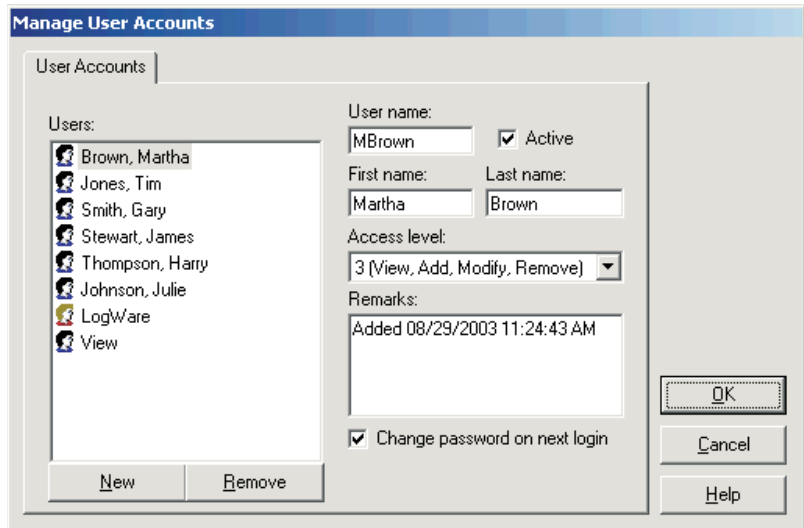 Manage User Accounts
User Accounts
Users:
Brown, Martha
Jones, Tim
Smith, Gary
Stewart, James
Thompson, Harry
Johnson, Julie
LogWare
View
New
Remove
User name:
MBrown
Active
First name:
Last name:
Martha
Brown
Access level:
3 (View, Add, Modify, Remove)
Remarks:
Added 08/29/2003 11:24:43 AM
Change password on next login
OK
Cancel
Help